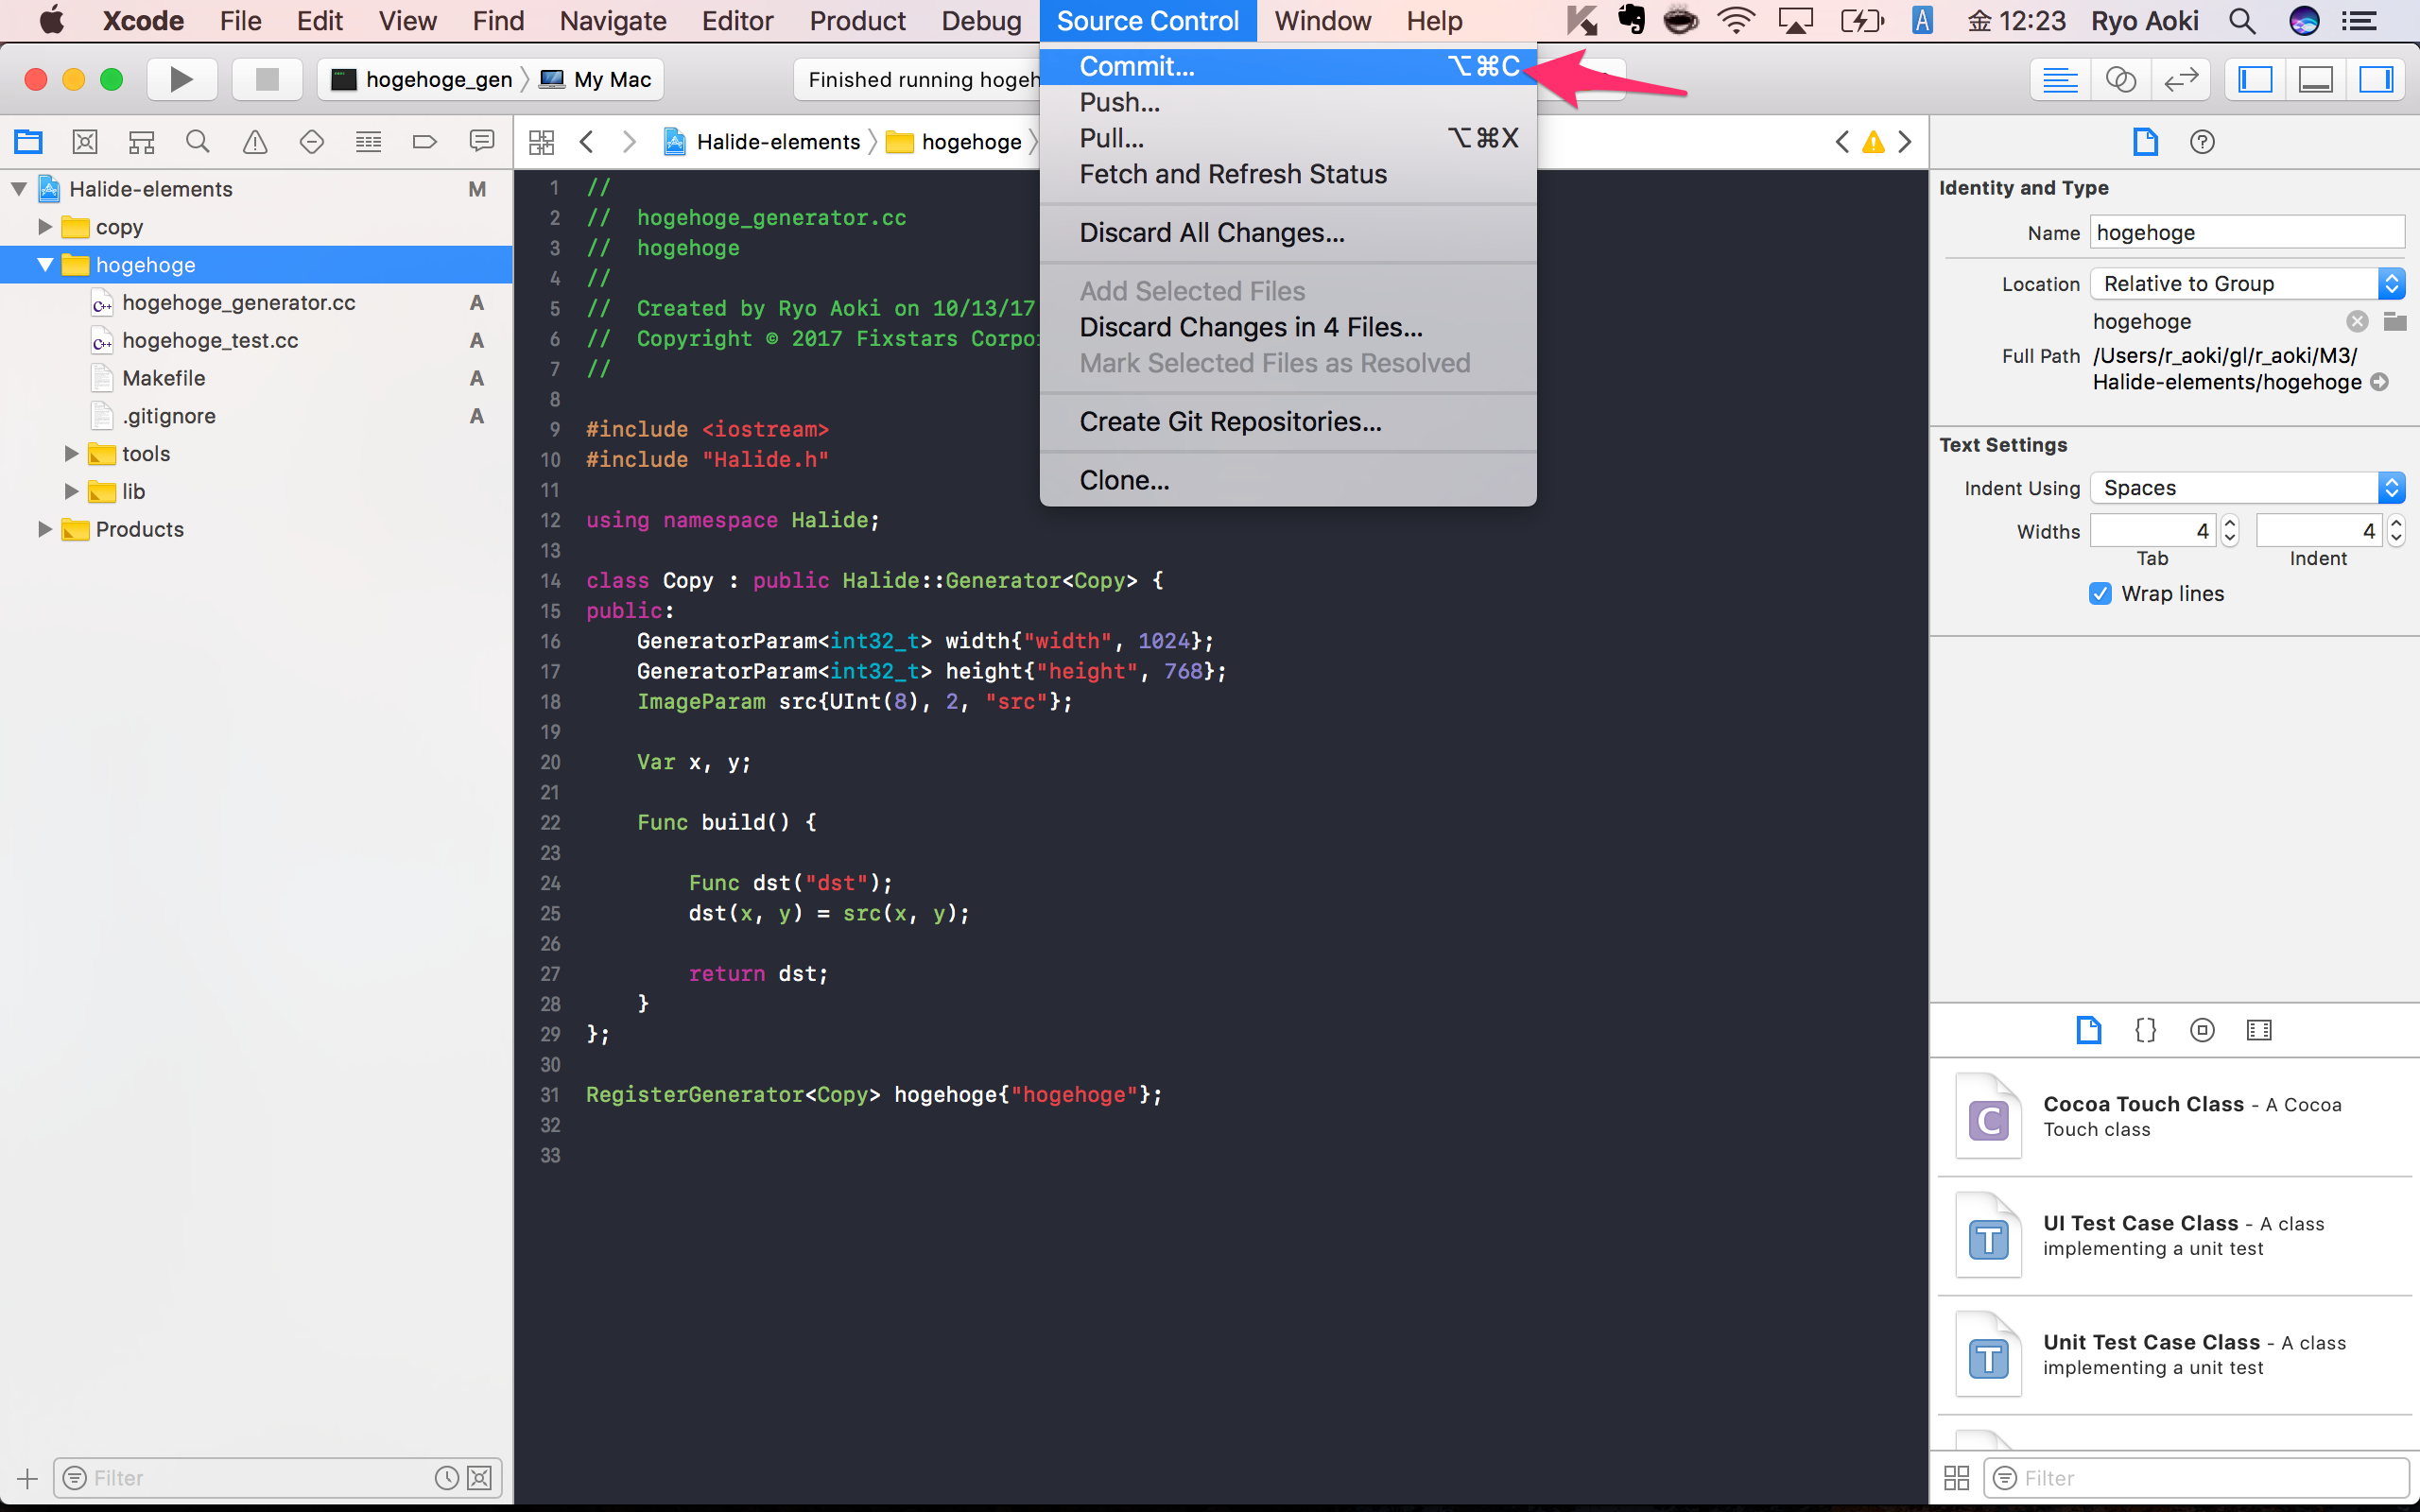 Xcode File Edit View Find Navigate Editor Product Debug Source Control Window Help A 金 12:23 Ryo Aoki
hogehoge_gen My Mac Finished running hogeh
Commit... ⌥⌘C
Push...
Pull... ⌥⌘X
Fetch and Refresh Status
Discard All Changes...
Add Selected Files
Discard Changes in 4 Files...
Mark Selected Files as Resolved
Create Git Repositories...
Clone...
Halide-elements hogehoge
Halide-elements M
copy
hogehoge
hogehoge_generator.cc A
hogehoge_test.cc A
Makefile A
.gitignore A
tools
lib
Products
Filter
1 //
2 //  hogehoge_generator.cc
3 //  hogehoge
4 //
5 //  Created by Ryo Aoki on 10/13/17
6 //  Copyright © 2017 Fixstars Corpo
7 //
8
9 #include <iostream>
10 #include "Halide.h"
11
12 using namespace Halide;
13
14 class Copy : public Halide::Generator<Copy> {
15 public:
16     GeneratorParam<int32_t> width{"width", 1024};
17     GeneratorParam<int32_t> height{"height", 768};
18     ImageParam src{UInt(8), 2, "src"};
19
20     Var x, y;
21
22     Func build() {
23
24         Func dst("dst");
25         dst(x, y) = src(x, y);
26
27         return dst;
28     }
29 };
30
31 RegisterGenerator<Copy> hogehoge{"hogehoge"};
32
33
Identity and Type
Name hogehoge
Location Relative to Group
hogehoge
Full Path /Users/r_aoki/gl/r_aoki/M3/
Halide-elements/hogehoge
Text Settings
Indent Using Spaces
Widths 4 4
Tab Indent
Wrap lines
{}
C
Cocoa Touch Class - A Cocoa
Touch class
T
UI Test Case Class - A class
implementing a unit test
T
Unit Test Case Class - A class
implementing a unit test
Filter